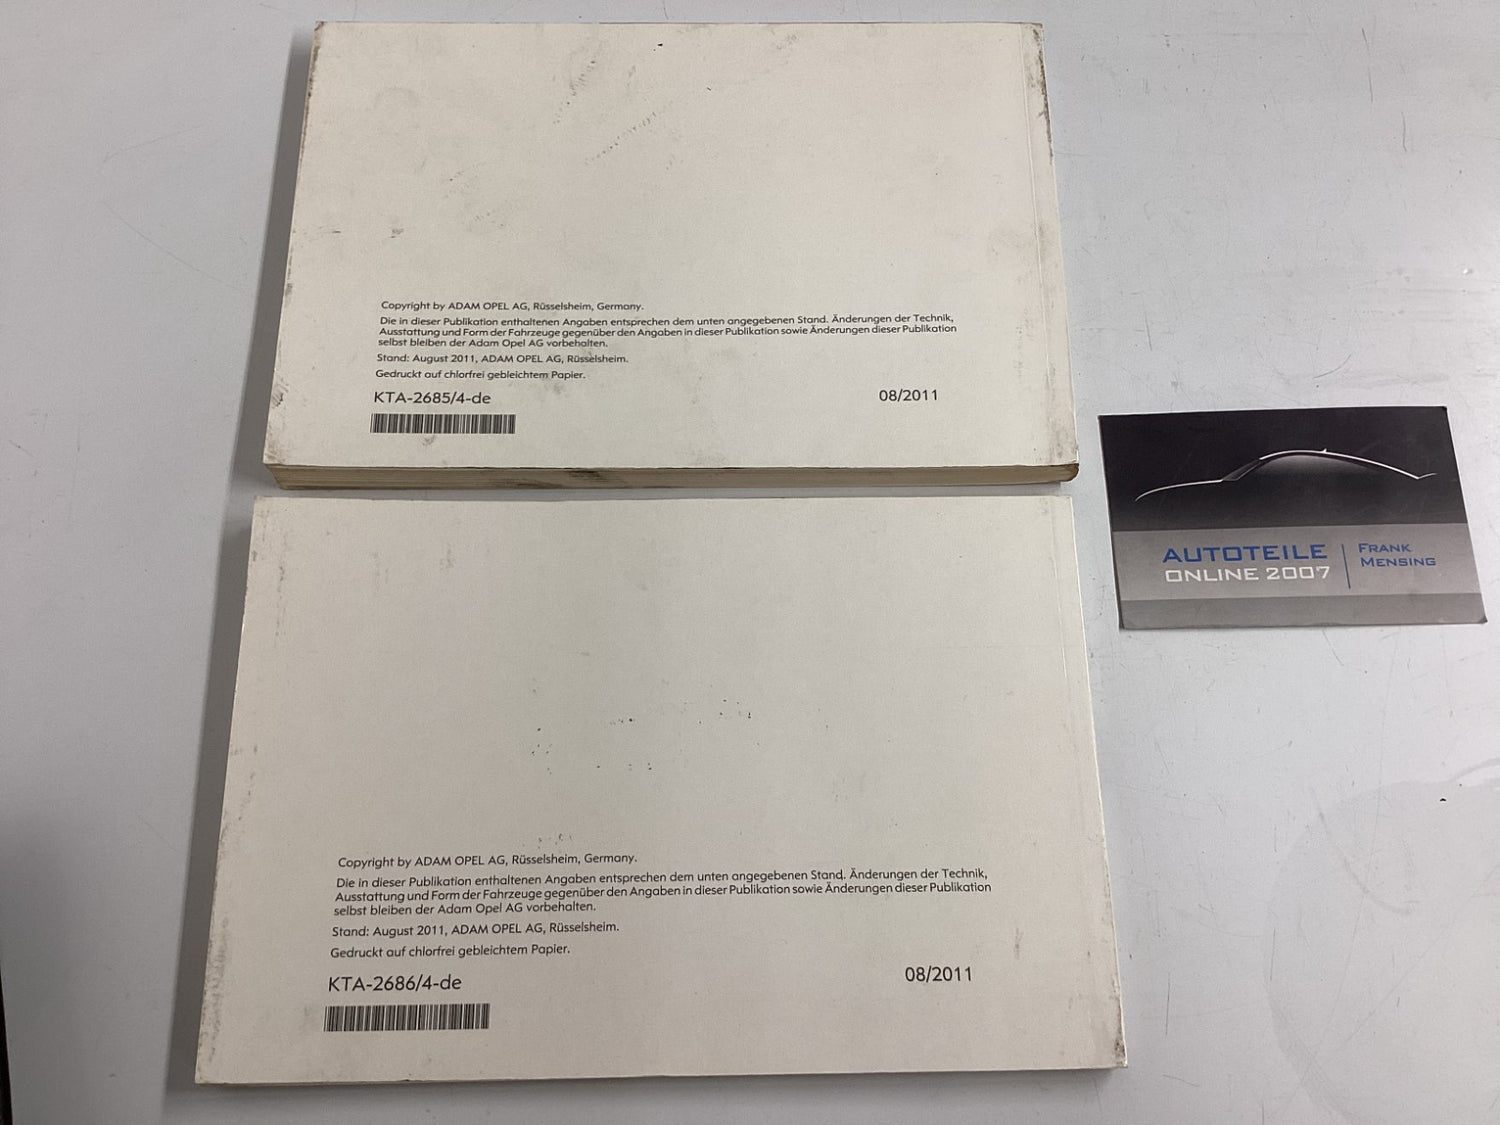 Copyright by ADAM OPEL AG, Rüsselsheim, Germany.
Die in dieser Publikation enthaltenen Angaben entsprechen dem unten angegebenen Stand. Änderungen der Technik,
Ausstattung und Form der Fahrzeuge gegenüber den Angaben in dieser Publikation sowie Änderungen dieser Publikation
selbst bleiben der Adam Opel AG vorbehalten.
Stand: August 2011, ADAM OPEL AG, Rüsselsheim.
Gedruckt auf chlorfrei gebleichtem Papier.
KTA-2685/4-de 08/2011
AUTOTEILE
ONLINE 2007
FRANK
MENSING
Copyright by ADAM OPEL AG, Rüsselsheim, Germany.
Die in dieser Publikation enthaltenen Angaben entsprechen dem unten angegebenen Stand. Änderungen der Technik,
Ausstattung und Form der Fahrzeuge gegenüber den Angaben in dieser Publikation sowie Änderungen dieser Publikation
selbst bleiben der Adam Opel AG vorbehalten.
Stand: August 2011, ADAM OPEL AG, Rüsselsheim.
Gedruckt auf chlorfrei gebleichtem Papier.
KTA-2686/4-de 08/2011